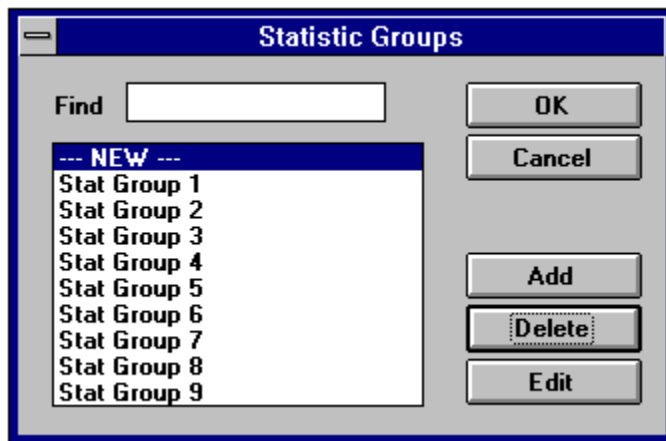 Statistic Groups
Find
OK
--- NEW ---
Cancel
Stat Group 1
Stat Group 2
Stat Group 3
Stat Group 4
Stat Group 5
Stat Group 6
Stat Group 7
Stat Group 8
Stat Group 9
Add
Delete
Edit